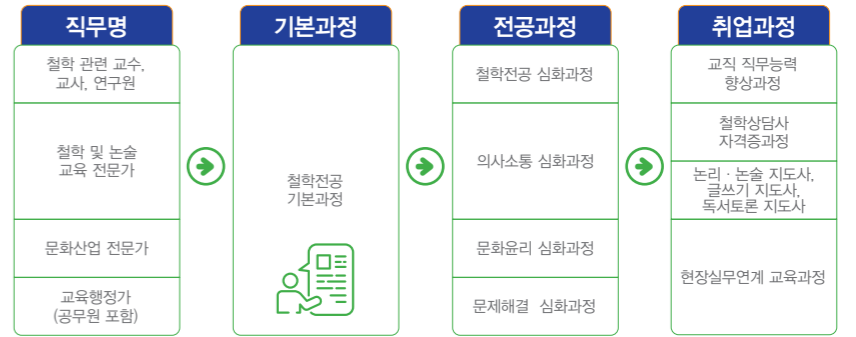 직무명
철학 관련 교수,
교사, 연구원
철학 및 논술
교육 전문가
문화산업 전문가
교육행정가
(공무원 포함)
기본과정
철학전공
기본과정
전공과정
철학전공 심화과정
의사소통 심화과정
문화윤리 심화과정
문제해결 심화과정
취업과정
교직 직무능력
향상과정
철학상담사
자격증과정
논리 · 논술 지도사,
글쓰기 지도사,
독서토론 지도사
현장실무연계 교육과정